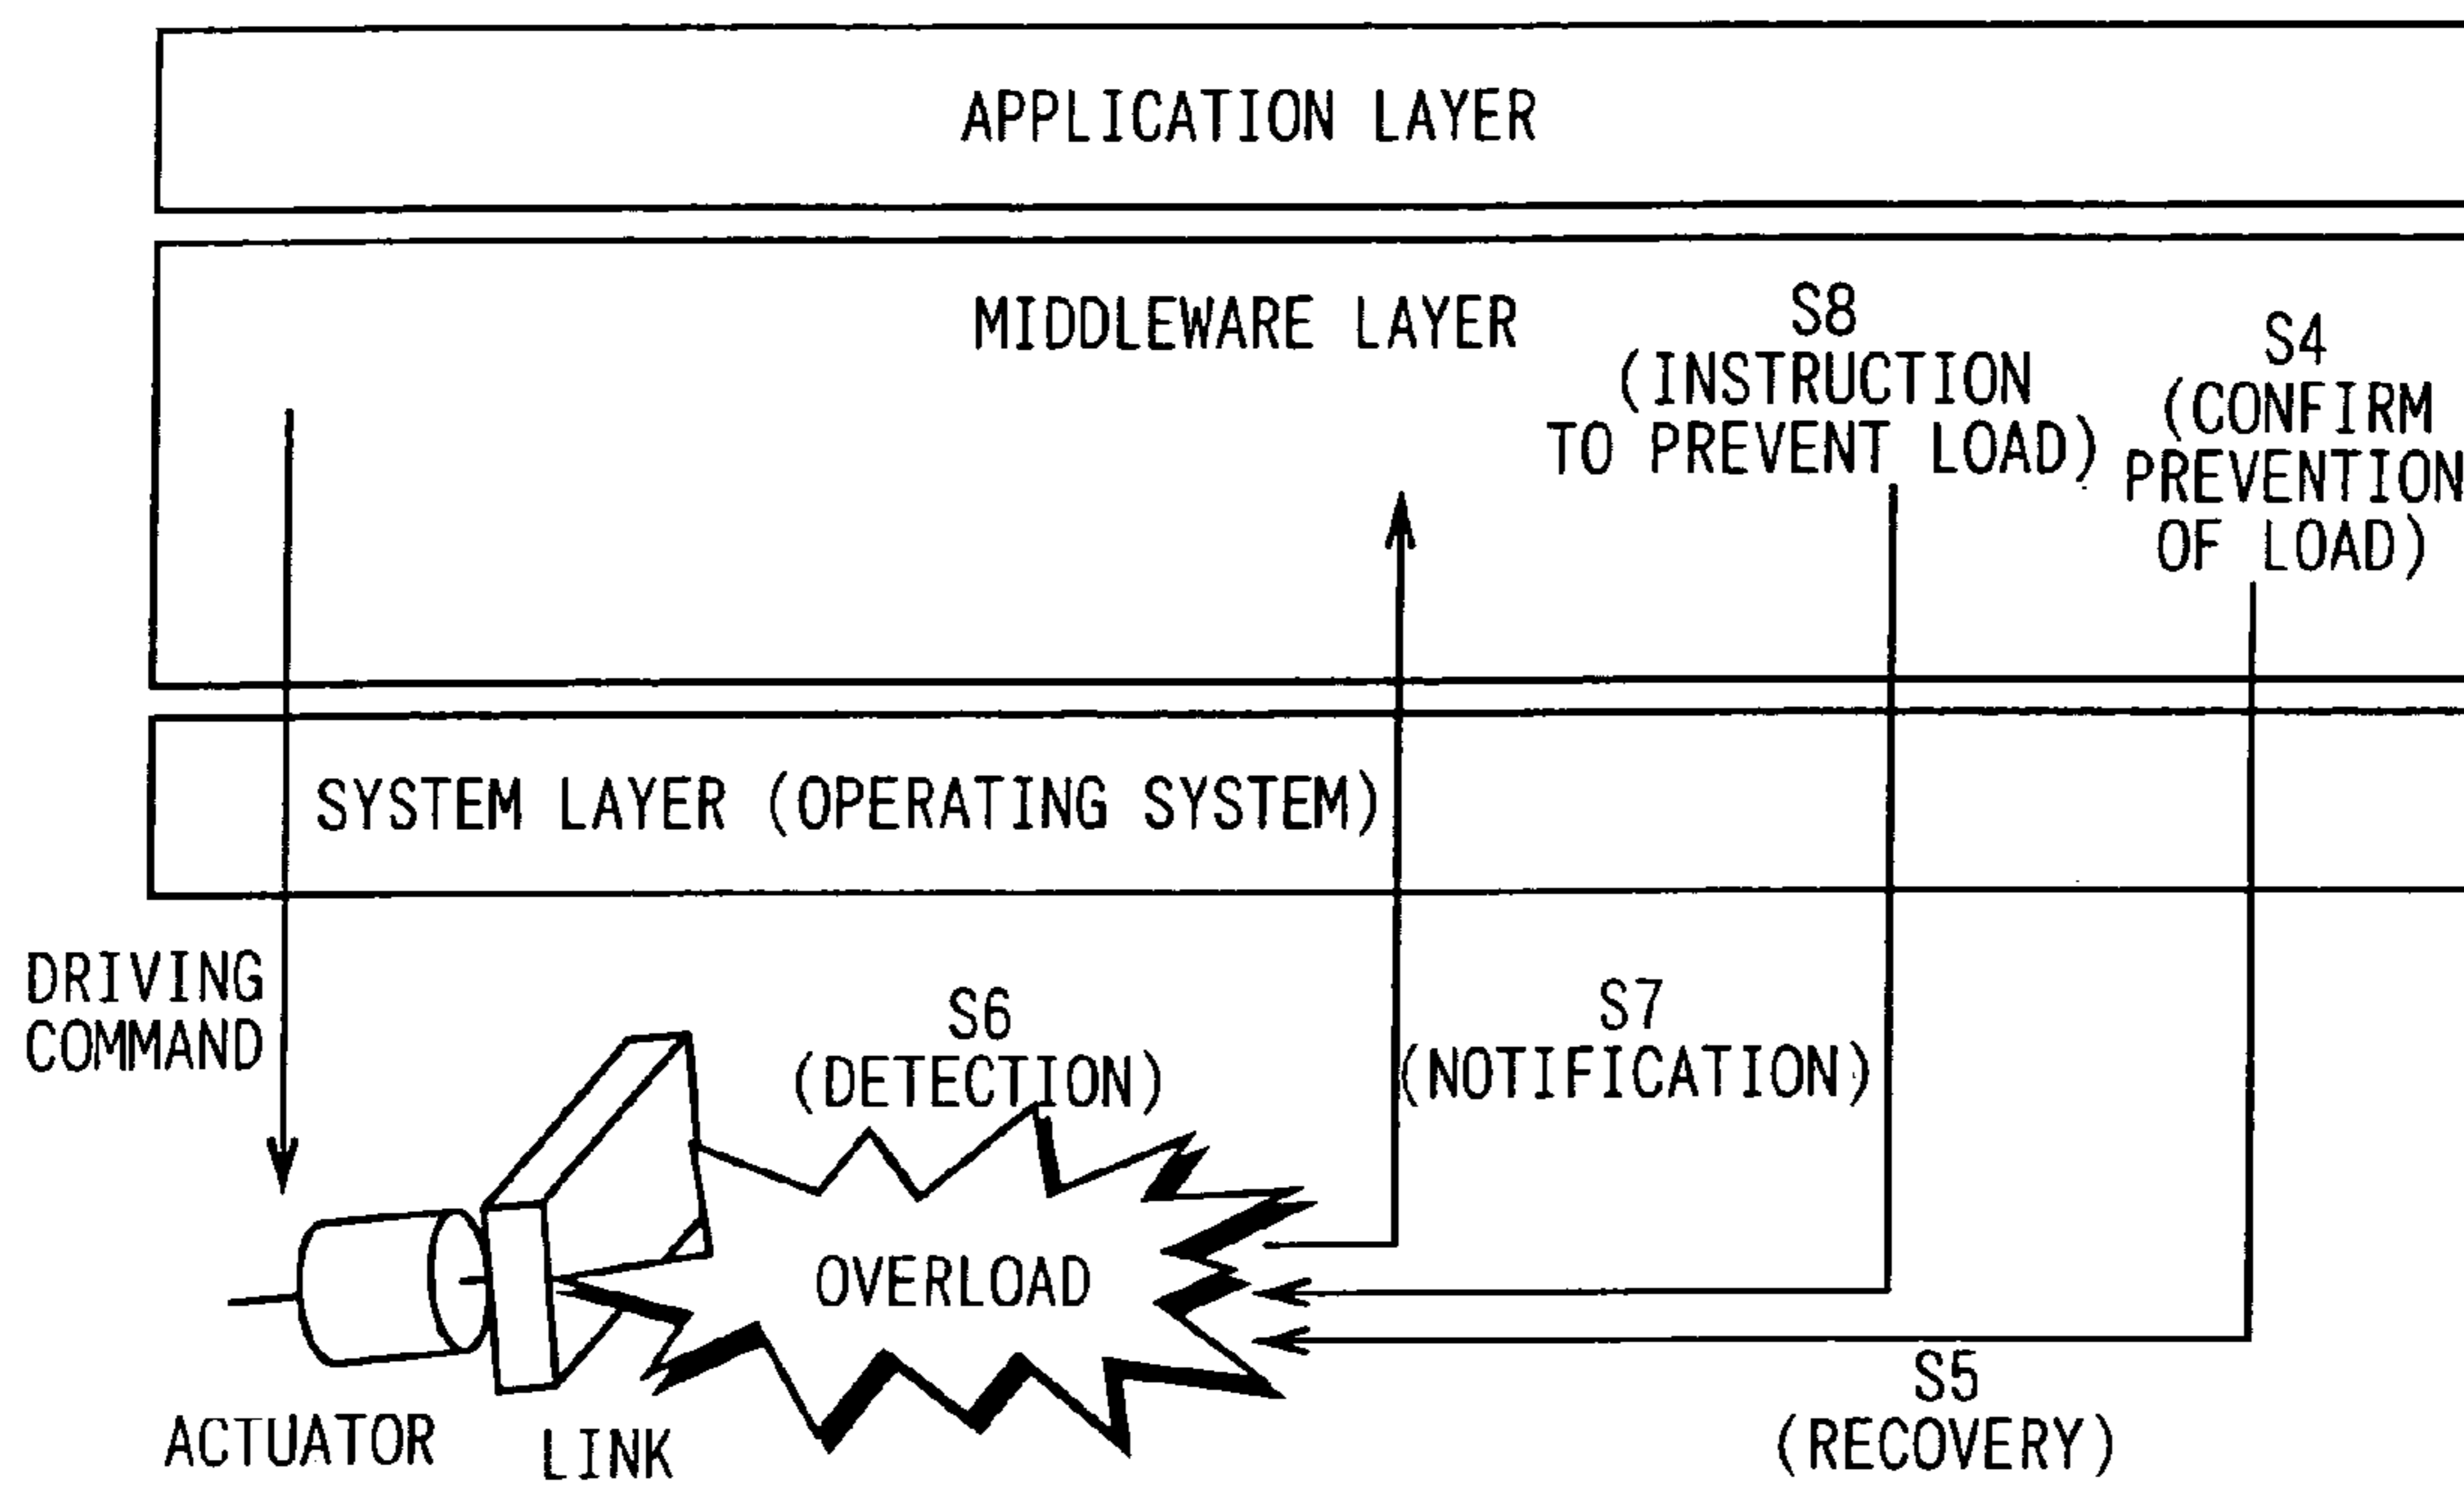 APPLICATION LAYER
MIDDLEWARE LAYER
S8
(INSTRUCTION
TO PREVENT LOAD)
S4
(CONFIRM
PREVENTION
OF LOAD)
SYSTEM LAYER (OPERATING SYSTEM)
DRIVING
COMMAND
S6
(DETECTION)
S7
(NOTIFICATION)
OVERLOAD
S5
(RECOVERY)
ACTUATOR
LINK